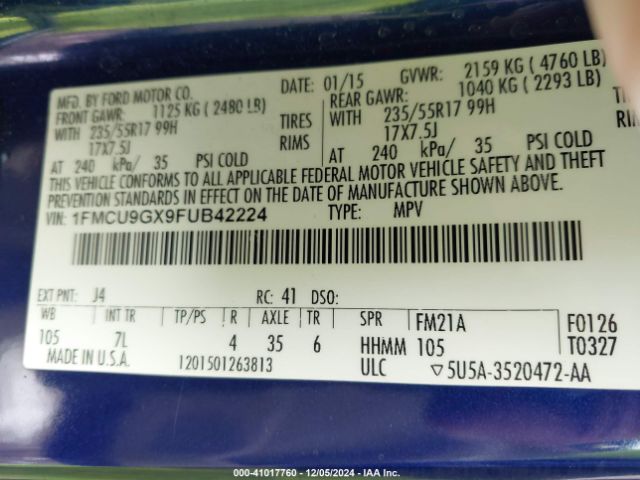 MFD. BY FORD MOTOR CO. DATE: 01/15 GVWR: 2159 KG ( 4760 LB)
FRONT GAWR: 1125 KG ( 2480 LB) REAR GAWR: 1040 KG ( 2293 LB)
WITH 235/55R17 99H TIRES WITH 235/55R17 99H
17X7.5J RIMS 17X7.5J
AT 240 kPa/ 35 PSI COLD AT 240 kPa/ 35 PSI COLD
THIS VEHICLE CONFORMS TO ALL APPLICABLE FEDERAL MOTOR VEHICLE SAFETY AND THEFT
PREVENTION STANDARDS IN EFFECT ON THE DATE OF MANUFACTURE SHOWN ABOVE.
VIN: 1FMCU9GX9FUB42224 TYPE: MPV
EXT PNT: J4 RC: 41 DSO:
WB INT TR TP/PS R AXLE TR SPR FM21A F0126
105 7L 4 35 6 HHMM 105 T0327
MADE IN U.S.A. 1201501263813 ULC ▽5U5A-3520472-AA
000-41017760 - 12/05/2024 - IAA Inc.